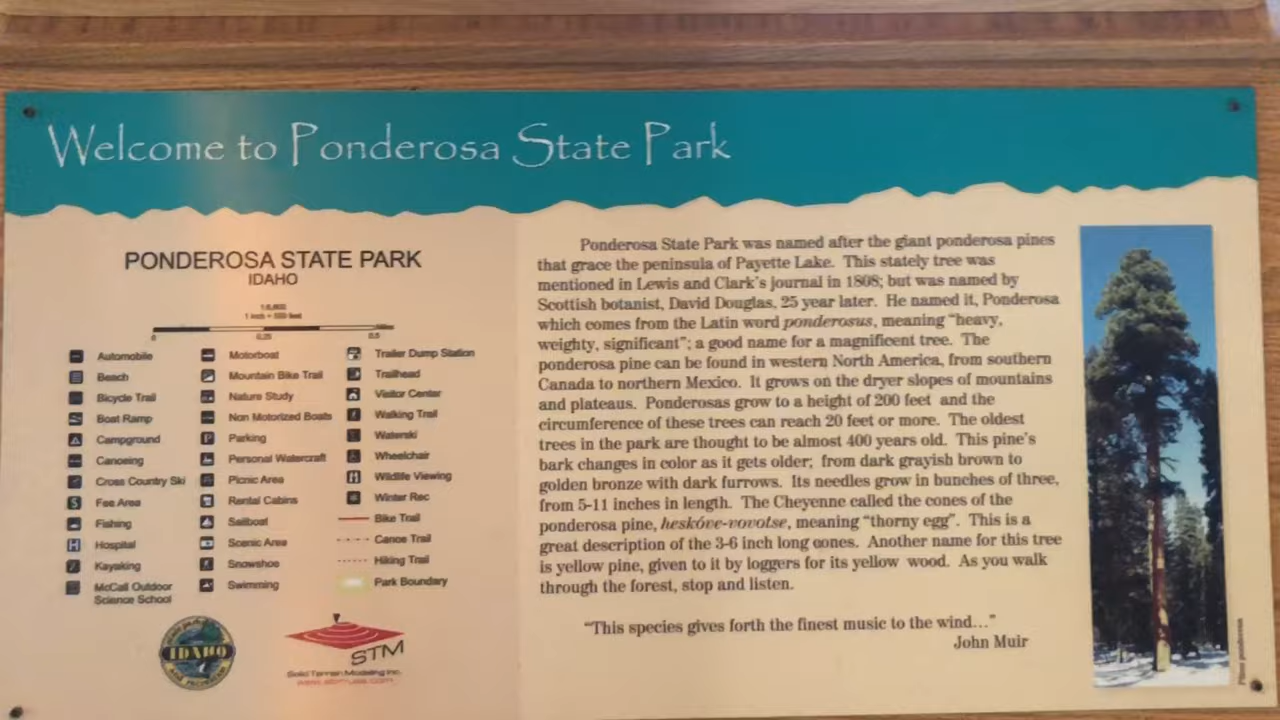 Welcome to Ponderosa State Park
PONDEROSA STATE PARK
IDAHO
0
0.25
0.5
Automobile
Beach
Bicycle Trail
Boat Ramp
Campground
Canoeing
Cross Country Ski
Fee Area
Fishing
Hospital
Kayaking
McCall Outdoor
Science School
Motorboat
Mountain Bike Trail
Nature Study
Non Motorized Boats
Parking
Personal Watercraft
Picnic Area
Rental Cabins
Sailboat
Scenic Area
Snowshoe
Swimming
Trailer Dump Station
Trailhead
Visitor Center
Walking Trail
Waterski
Wheelchair
Wildlife Viewing
Winter Rec
Bike Trail
Canoe Trail
Hiking Trail
Park Boundary
IDAHO
STM
Solid Terrain Modeling Inc.
Ponderosa State Park was named after the giant ponderosa pines
that grace the peninsula of Payette Lake. This stately tree was
mentioned in Lewis and Clark's journal in 1808; but was named by
Scottish botanist, David Douglas, 25 year later. He named it, Ponderosa
which comes from the Latin word ponderosus, meaning "heavy,
weighty, significant"; a good name for a magnificent tree. The
ponderosa pine can be found in western North America, from southern
Canada to northern Mexico. It grows on the dryer slopes of mountains
and plateaus. Ponderosas grow to a height of 200 feet and the
circumference of these trees can reach 20 feet or more. The oldest
trees in the park are thought to be almost 400 years old. This pine's
bark changes in color as it gets older; from dark grayish brown to
golden bronze with dark furrows. Its needles grow in bunches of three,
from 5-11 inches in length. The Cheyenne called the cones of the
ponderosa pine, heskóve-vovotse, meaning "thorny egg". This is a
great description of the 3-6 inch long cones. Another name for this tree
is yellow pine, given to it by loggers for its yellow wood. As you walk
through the forest, stop and listen.
"This species gives forth the finest music to the wind..."
John Muir
Pinus ponderosa